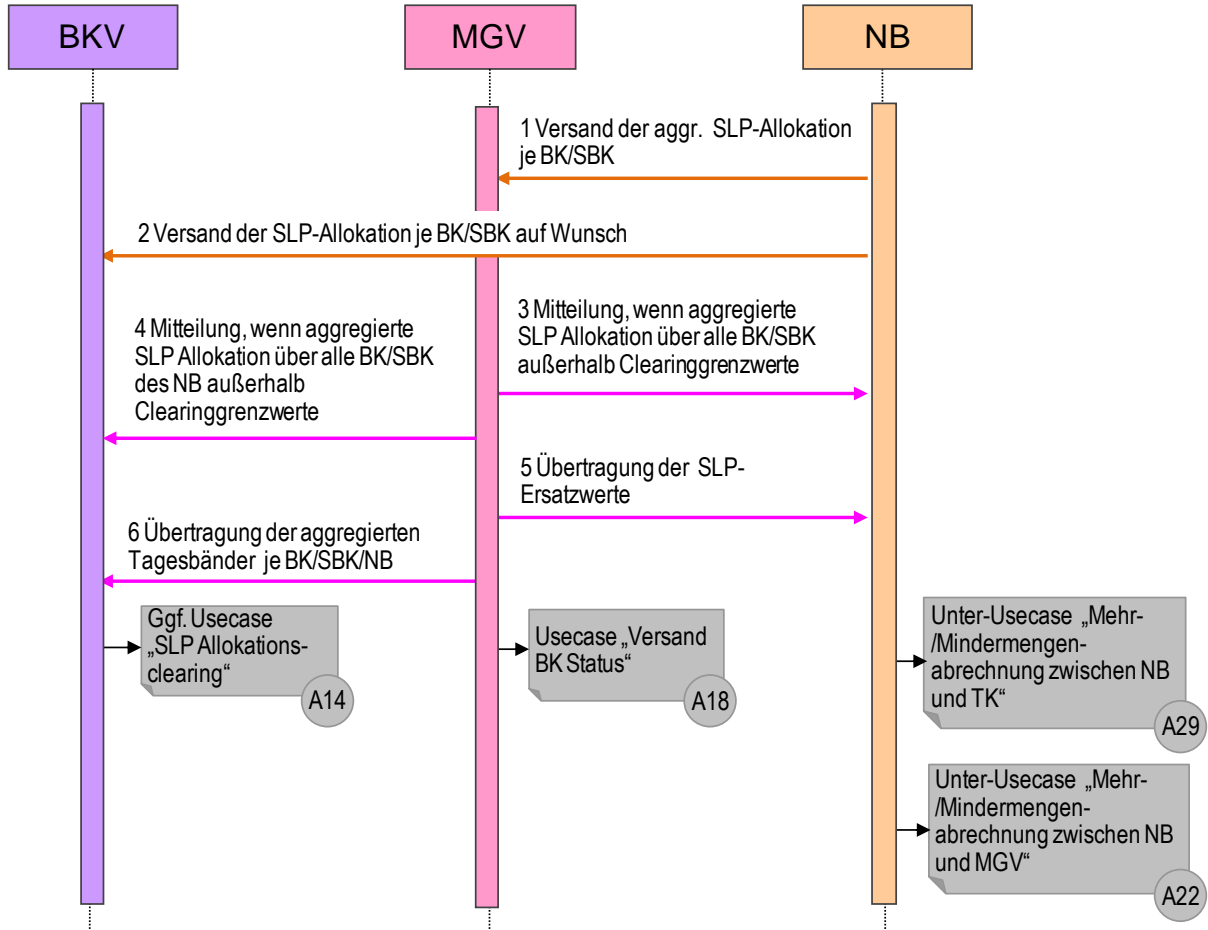 BKV
MGV
NB
1 Versand der aggr. SLP-Allokation
je BK/SBK
2 Versand der SLP-Allokation je BK/SBK auf Wunsch
3 Mitteilung, wenn aggregierte
SLP Allokation über alle BK/SBK
außerhalb Clearinggrenzwerte
4 Mitteilung, wenn aggregierte
SLP Allokation über alle BK/SBK
des NB außerhalb
Clearinggrenzwerte
5 Übertragung der SLP-
Ersatzwerte
6 Übertragung der aggregierten
Tagesbänder je BK/SBK/NB
Ggf. Usecase
„SLP Allokations-
clearing“
A14
Usecase „Versand
BK Status“
A18
Unter-Usecase „Mehr-
/Mindermengen-
abrechnung zwischen NB
und TK“
A29
Unter-Usecase „Mehr-
/Mindermengen-
abrechnung zwischen NB
und MGV“
A22